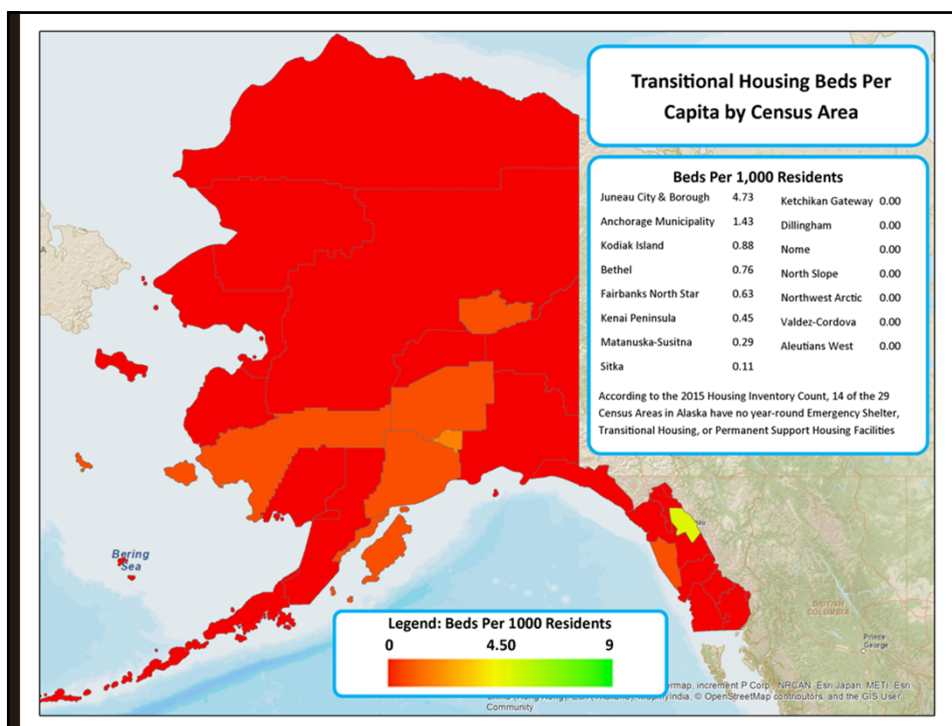 Transitional Housing Beds Per
Capita by Census Area
Beds Per 1,000 Residents
Juneau City & Borough 4.73
Anchorage Municipality 1.43
Kodiak Island 0.88
Bethel 0.76
Fairbanks North Star 0.63
Kenai Peninsula 0.45
Matanuska-Susitna 0.29
Sitka 0.11
Ketchikan Gateway 0.00
Dillingham 0.00
Nome 0.00
North Slope 0.00
Northwest Arctic 0.00
Valdez-Cordova 0.00
Aleutians West 0.00
According to the 2015 Housing Inventory Count, 14 of the 29
Census Areas in Alaska have no year-round Emergency Shelter,
Transitional Housing, or Permanent Support Housing Facilities
Bering
Sea
BRITISH
COLUMBIA
Prince
George
Legend: Beds Per 1000 Residents
0 4.50 9
increment P Corp., NRCAN, Esri Japan, METI, Esri
MapmyIndia, © OpenStreetMap contributors, and the GIS User
Community